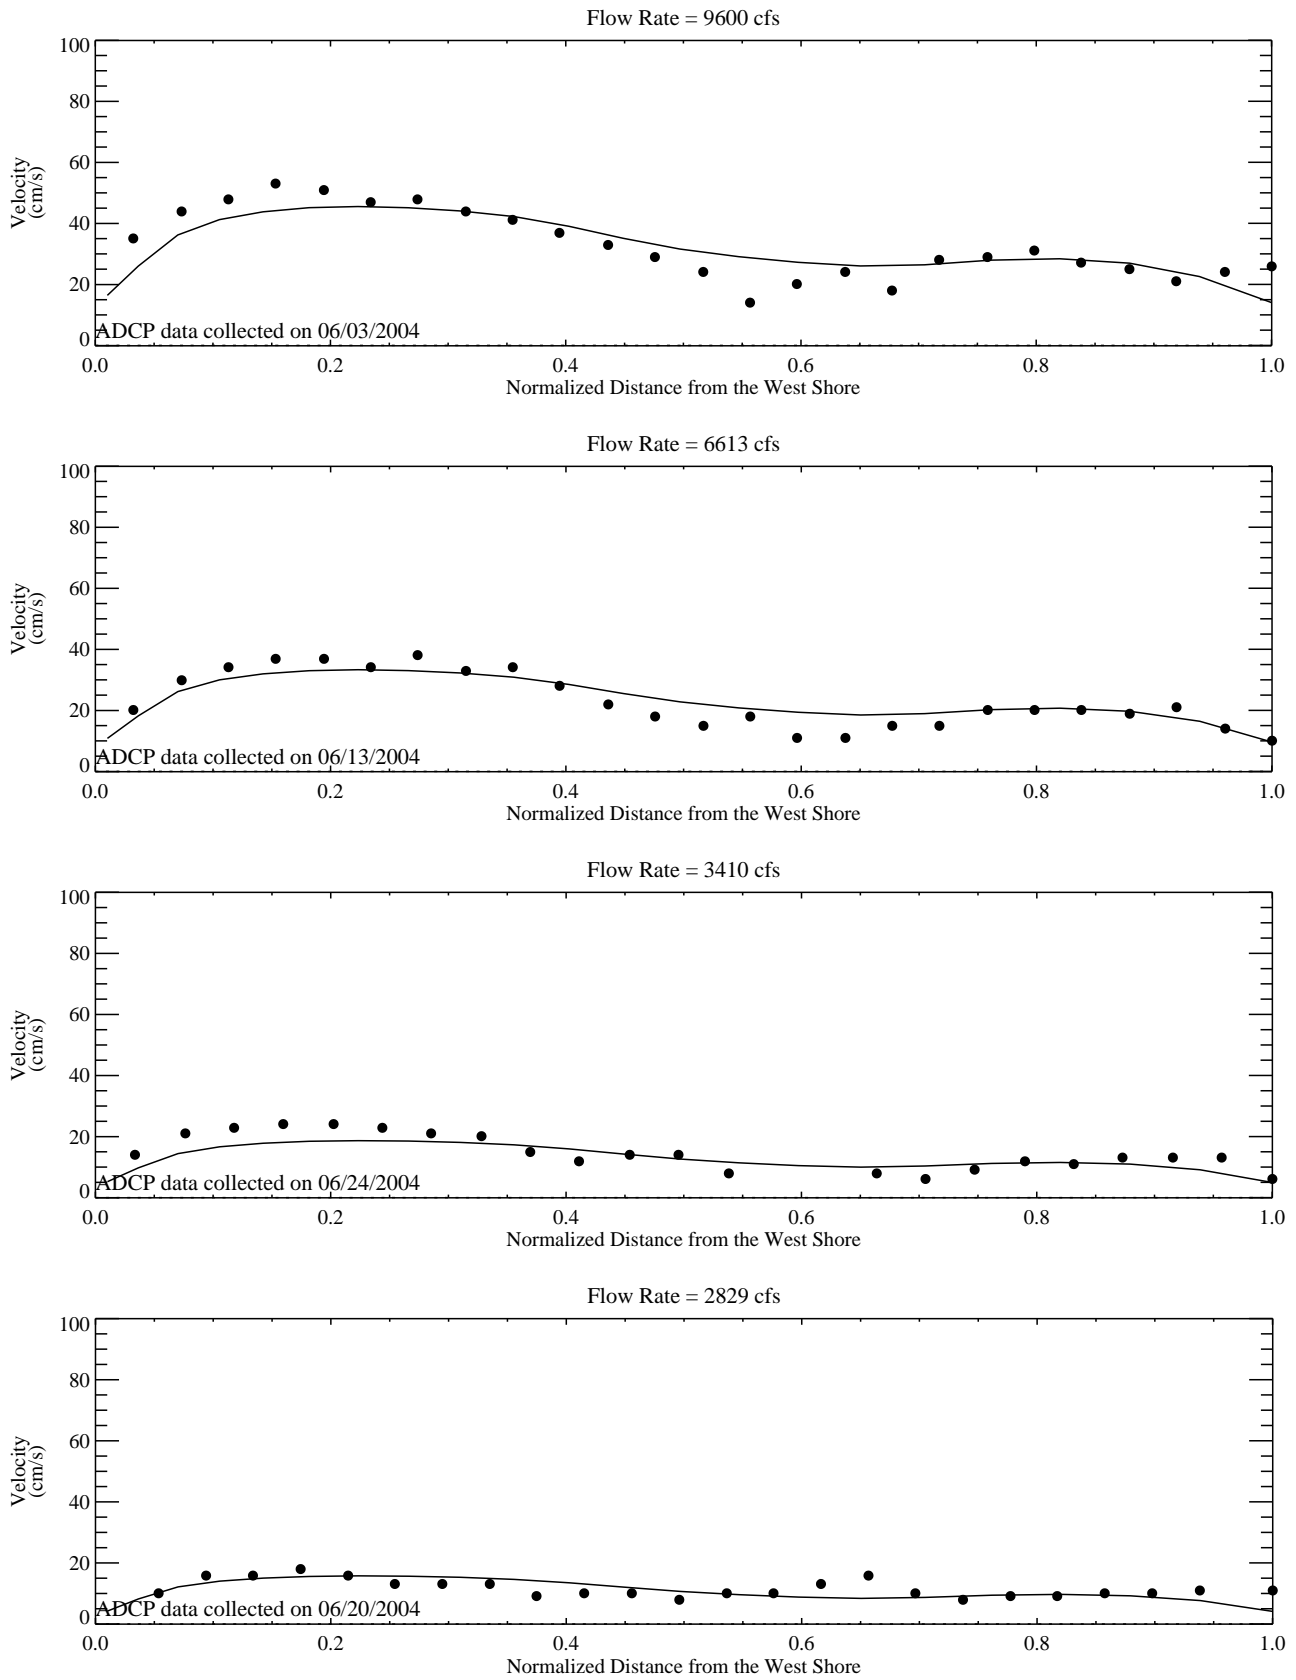 Flow Rate = 9600 cfs
100
80
60
40
20
0
Velocity
(cm/s)
ADCP data collected on 06/03/2004
0.0 0.2 0.4 0.6 0.8 1.0
Normalized Distance from the West Shore
Flow Rate = 6613 cfs
100
80
60
40
20
0
Velocity
(cm/s)
ADCP data collected on 06/13/2004
0.0 0.2 0.4 0.6 0.8 1.0
Normalized Distance from the West Shore
Flow Rate = 3410 cfs
100
80
60
40
20
0
Velocity
(cm/s)
ADCP data collected on 06/24/2004
0.0 0.2 0.4 0.6 0.8 1.0
Normalized Distance from the West Shore
Flow Rate = 2829 cfs
100
80
60
40
20
0
Velocity
(cm/s)
ADCP data collected on 06/20/2004
0.0 0.2 0.4 0.6 0.8 1.0
Normalized Distance from the West Shore